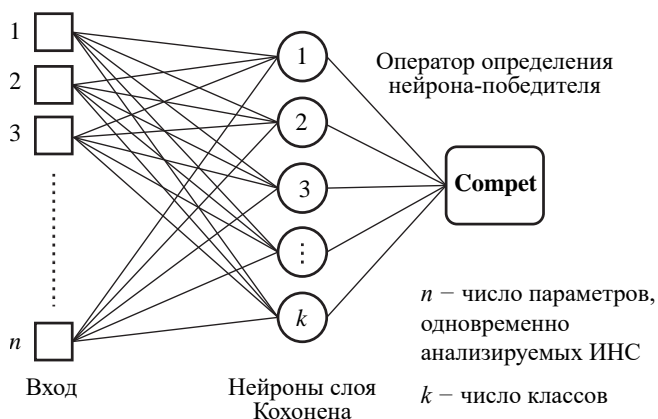 1
2
3
n
Вход
1
2
3
⋮
k
Нейроны слоя
Кохонена
Оператор определения
нейрона-победителя
Compet
n − число параметров,
одновременно
анализируемых ИНС
k − число классов